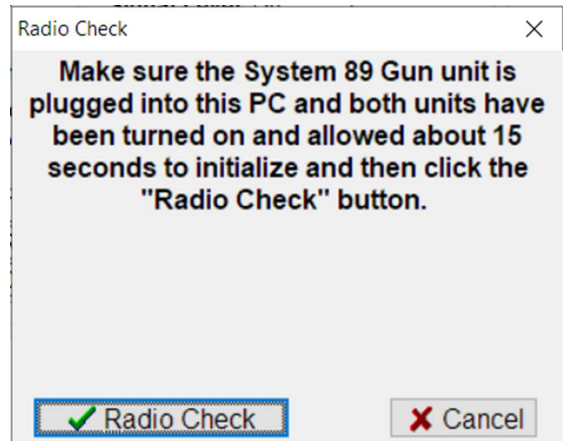 Radio Check
Make sure the System 89 Gun unit is
plugged into this PC and both units have
been turned on and allowed about 15
seconds to initialize and then click the
"Radio Check" button.
Radio Check
Cancel